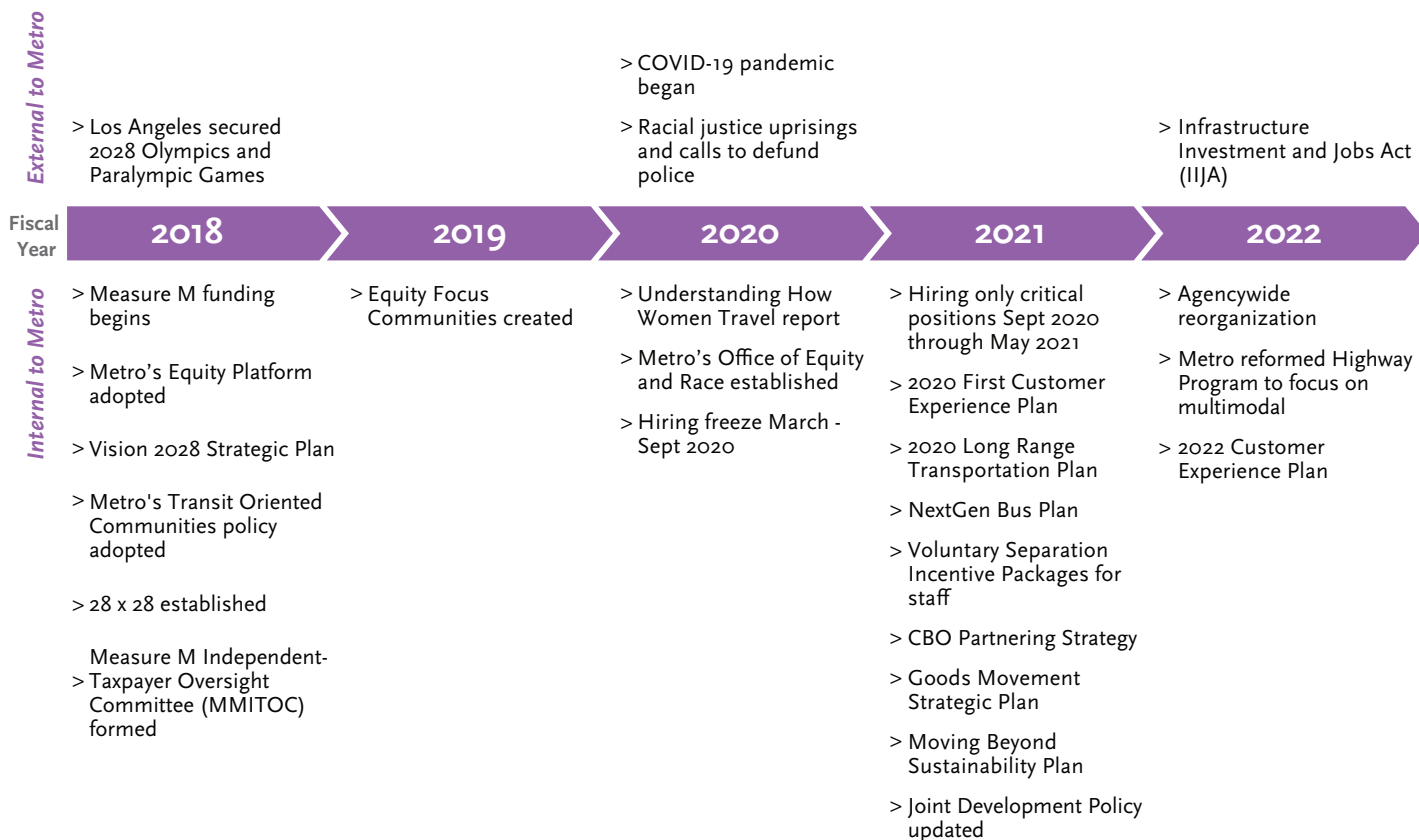 External to Metro
> Los Angeles secured
2028 Olympics and
Paralympic Games
> COVID-19 pandemic
began
> Racial justice uprisings
and calls to defund
police
> Infrastructure
Investment and Jobs Act
(IIJA)
Fiscal
Year
2018
2019
2020
2021
2022
Internal to Metro
> Measure M funding
begins
> Metro’s Equity Platform
adopted
> Vision 2028 Strategic Plan
> Metro's Transit Oriented
Communities policy
adopted
> 28 x 28 established
Measure M Independent-
> Taxpayer Oversight
Committee (MMITOC)
formed
> Equity Focus
Communities created
> Understanding How
Women Travel report
> Metro’s Office of Equity
and Race established
> Hiring freeze March -
Sept 2020
> Hiring only critical
positions Sept 2020
through May 2021
> 2020 First Customer
Experience Plan
> 2020 Long Range
Transportation Plan
> NextGen Bus Plan
> Voluntary Separation
Incentive Packages for
staff
> CBO Partnering Strategy
> Goods Movement
Strategic Plan
> Moving Beyond
Sustainability Plan
> Joint Development Policy
updated
> Agencywide
reorganization
> Metro reformed Highway
Program to focus on
multimodal
> 2022 Customer
Experience Plan